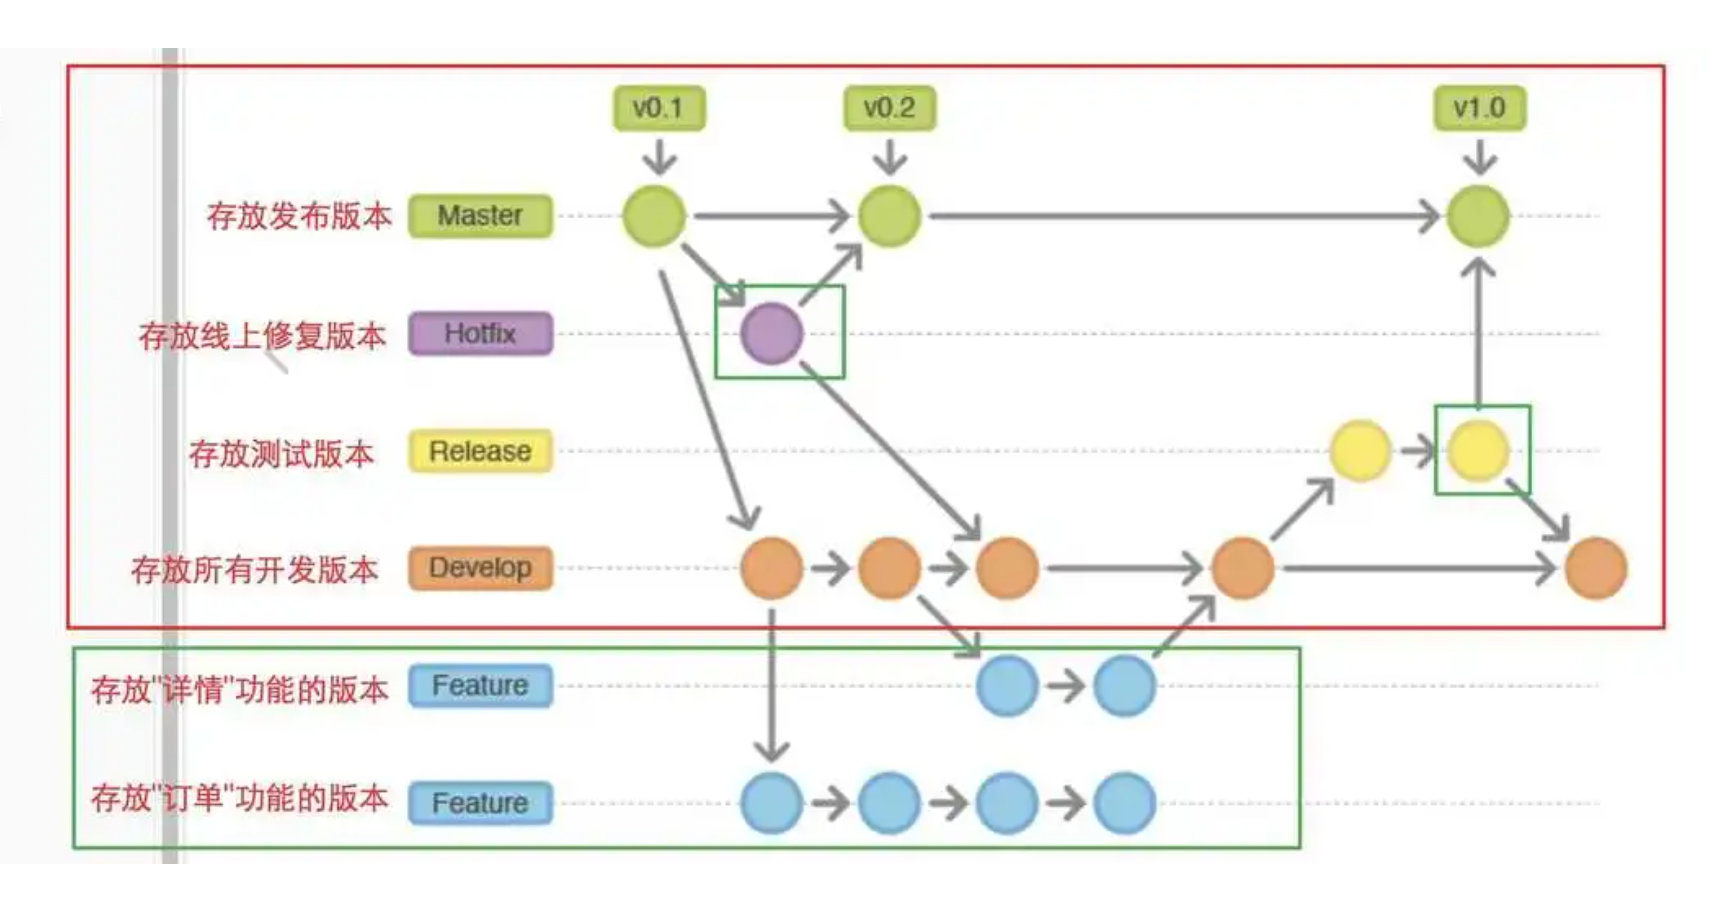 v0.1 v0.2 v1.0
存放发布版本 Master
存放线上修复版本 Hotfix
存放测试版本 Release
存放所有开发版本 Develop
存放"详情"功能的版本 Feature
存放"订单"功能的版本 Feature